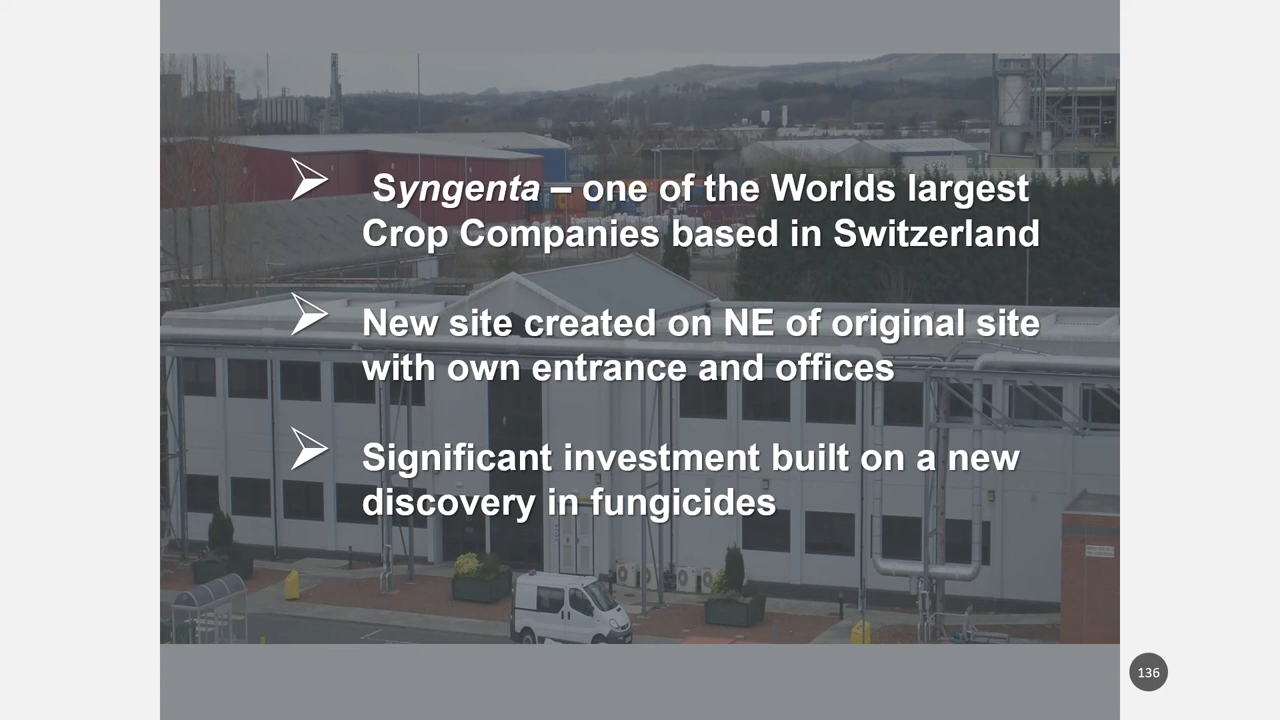 Syngenta – one of the Worlds largest
Crop Companies based in Switzerland
New site created on NE of original site
with own entrance and offices
Significant investment built on a new
discovery in fungicides
136